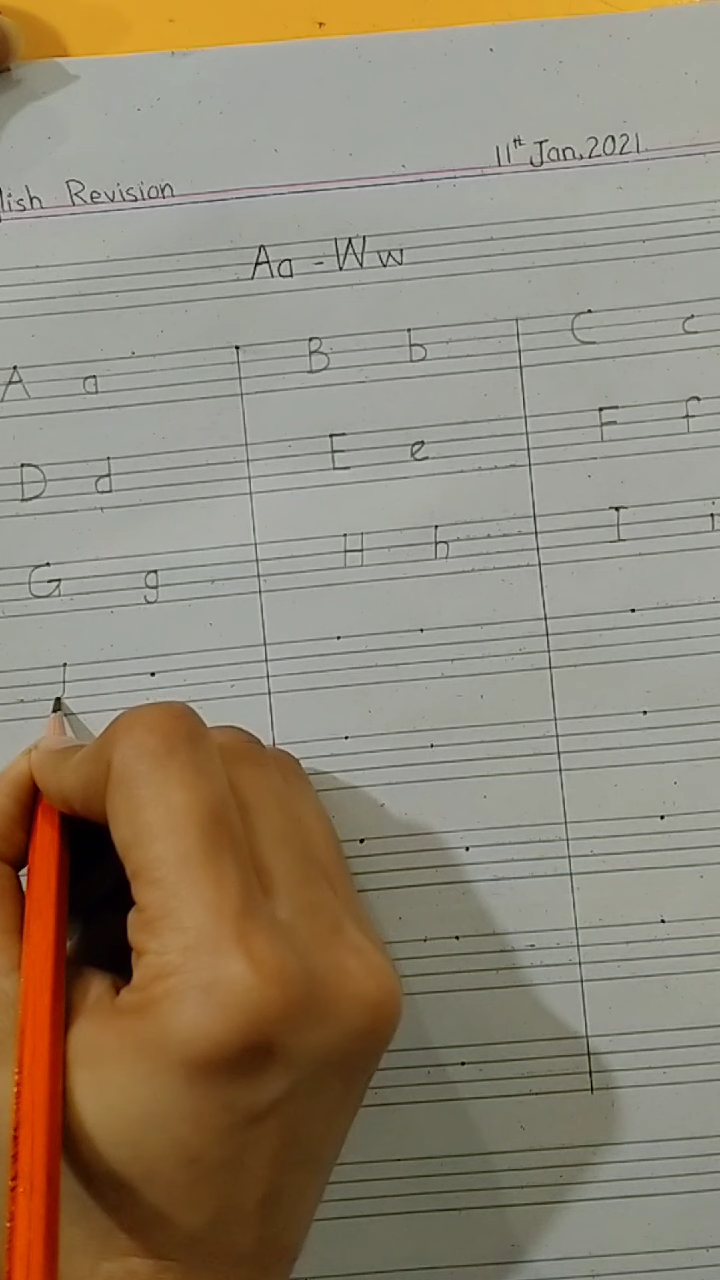 lish Revision 11th Jan, 2021
Aa - Ww
A a B b C c
D d E e F f
G g H h I i